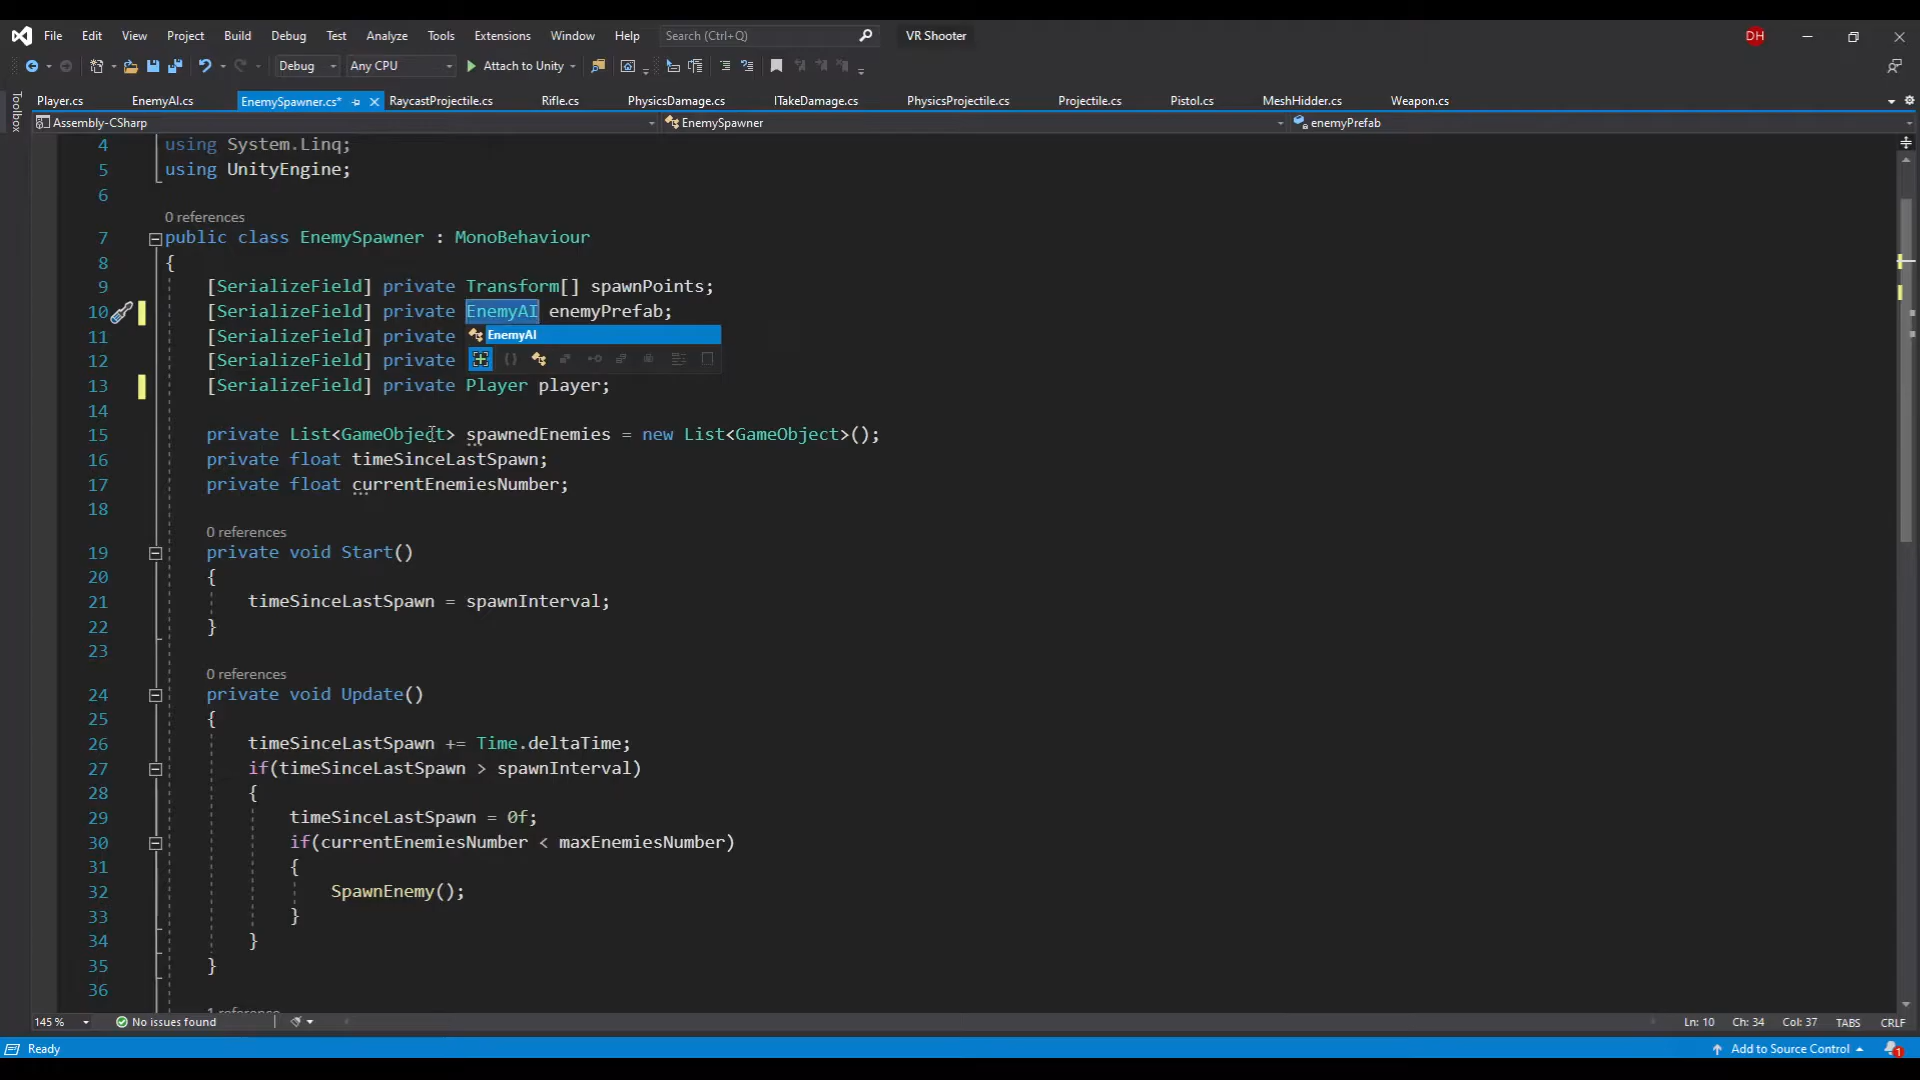 File Edit View Project Build Debug Test Analyze Tools Extensions Window Help Search (Ctrl+Q) VR Shooter DH
Debug Any CPU Attach to Unity
Toolbox
Player.cs EnemyAI.cs EnemySpawner.cs* RaycastProjectile.cs Rifle.cs PhysicsDamage.cs ITakeDamage.cs PhysicsProjectile.cs Projectile.cs Pistol.cs MeshHidder.cs Weapon.cs
Assembly-CSharp EnemySpawner enemyPrefab
4 using System.Linq;
5 using UnityEngine;
6
0 references
7 public class EnemySpawner : MonoBehaviour
8 {
9 [SerializeField] private Transform[] spawnPoints;
10 [SerializeField] private EnemyAI enemyPrefab;
11 [SerializeField] private
EnemyAI
12 [SerializeField] private
13 [SerializeField] private Player player;
14
15 private List<GameObject> spawnedEnemies = new List<GameObject>();
16 private float timeSinceLastSpawn;
17 private float currentEnemiesNumber;
18
0 references
19 private void Start()
20 {
21 timeSinceLastSpawn = spawnInterval;
22 }
23
0 references
24 private void Update()
25 {
26 timeSinceLastSpawn += Time.deltaTime;
27 if(timeSinceLastSpawn > spawnInterval)
28 {
29 timeSinceLastSpawn = 0f;
30 if(currentEnemiesNumber < maxEnemiesNumber)
31 {
32 SpawnEnemy();
33 }
34 }
35 }
36
1 reference
145 % No issues found Ln: 10 Ch: 34 Col: 37 TABS CRLF
Ready Add to Source Control 1